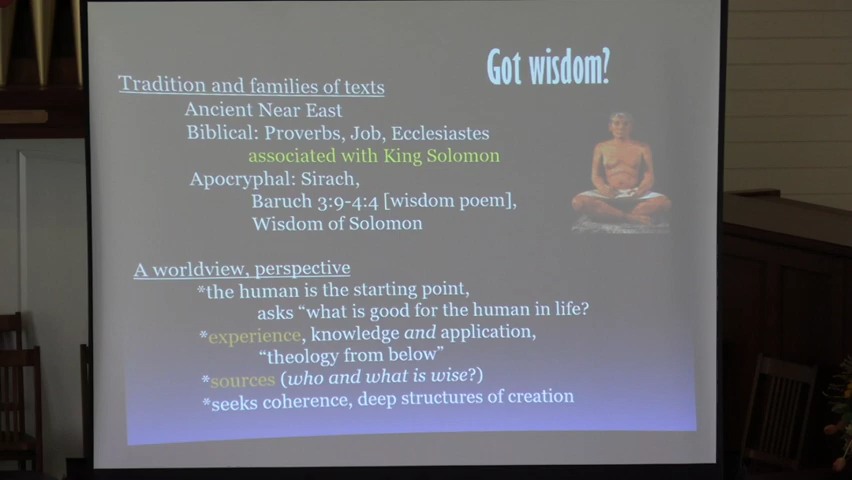 Got wisdom?
Tradition and families of texts
Ancient Near East
Biblical: Proverbs, Job, Ecclesiastes
associated with King Solomon
Apocryphal: Sirach,
Baruch 3:9-4:4 [wisdom poem],
Wisdom of Solomon
A worldview, perspective
*the human is the starting point,
asks “what is good for the human in life?
*experience, knowledge and application,
“theology from below”
*sources (who and what is wise?)
*seeks coherence, deep structures of creation